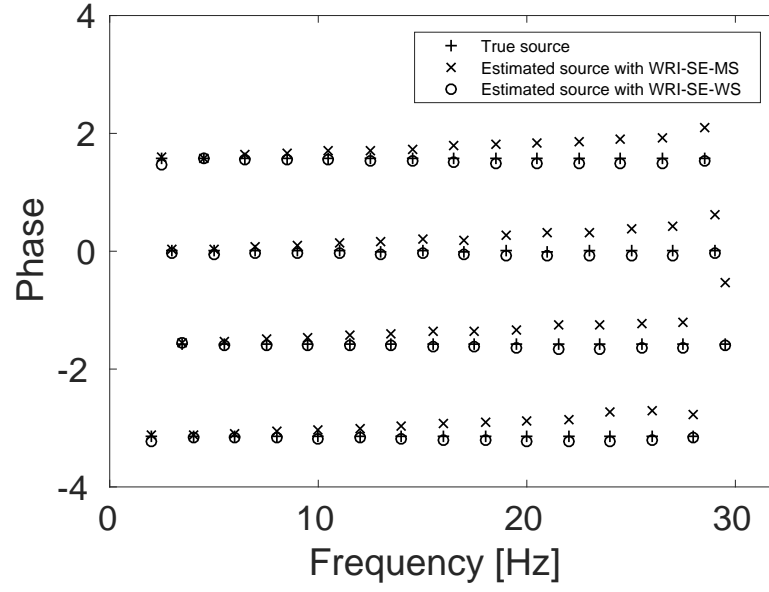 4
2
0
-2
-4
Phase
True source
Estimated source with WRI-SE-MS
Estimated source with WRI-SE-WS
0
10
20
30
Frequency [Hz]